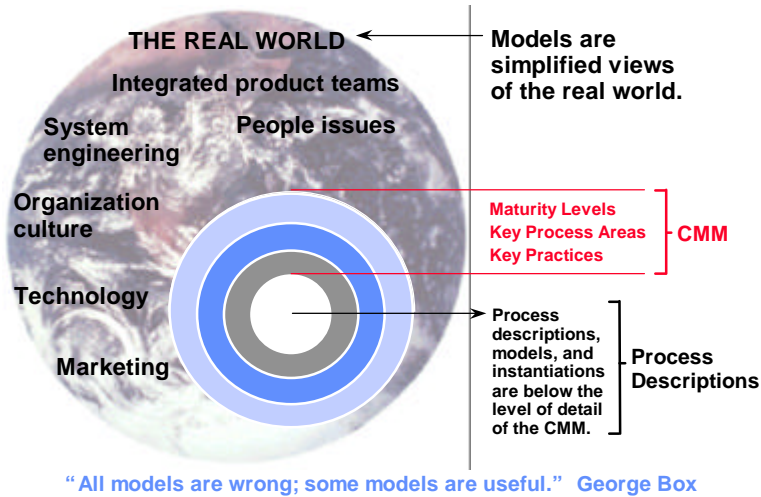 THE REAL WORLD
Integrated product teams
System
engineering
People issues
Organization
culture
Technology
Marketing
Models are
simplified views
of the real world.
Maturity Levels
Key Process Areas
Key Practices
CMM
Process
descriptions,
models, and
instantiations
are below the
level of detail
of the CMM.
Process
Descriptions
“All models are wrong; some models are useful.” George Box